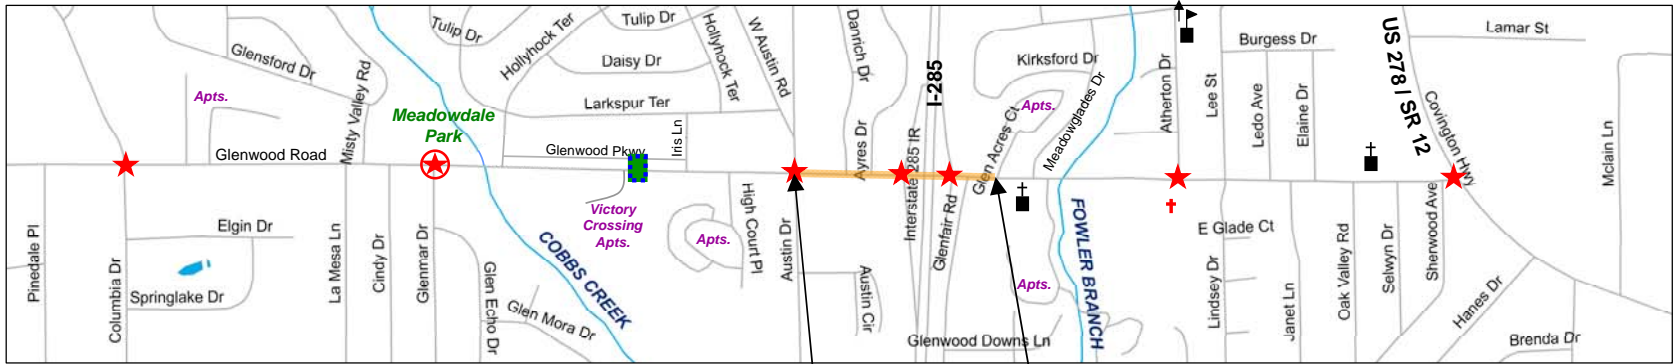 Tulip Dr
Tulip Dr
Hollyhock Ter
Hollyhock Ter
W Austin Rd
Danrich Dr
I-285
Kirksford Dr
Atherton Dr
Burgess Dr
US 278 / SR 12
Lamar St
Glensford Dr
Daisy Dr
Misty Valley Rd
Larkspur Ter
Apts.
Meadowdale
Park
Iris Ln
Ayres Dr
Interstate 285 IR
Apts.
Glen Acres Ct
Meadowglades Dr
Lee St
Ledo Ave
Elaine Dr
Covington Hwy
Mclain Ln
Glenwood Road
Glenwood Pkwy
Pinedale Pl
Columbia Dr
Elgin Dr
Springlake Dr
La Mesa Ln
Cindy Dr
Glenmar Dr
Glen Echo Dr
Glen Mora Dr
COBBS CREEK
Victory
Crossing
Apts.
Apts.
High Court Pl
Austin Dr
Austin Cir
Glenfair Rd
Glenwood Downs Ln
Apts.
FOWLER BRANCH
E Glade Ct
Lindsey Dr
Janet Ln
Oak Valley Rd
Selwyn Dr
Sherwood Ave
Hanes Dr
Brenda Dr